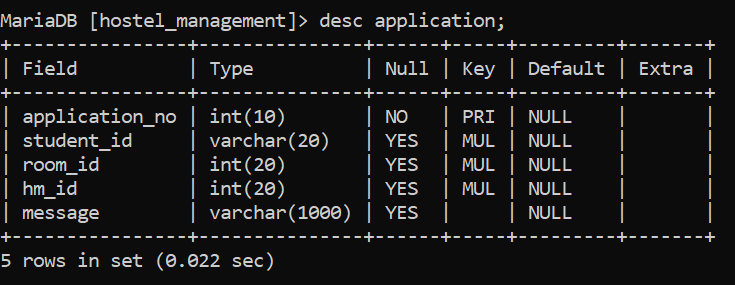 MariaDB [hostel_management]> desc application;
+----------------+---------------+------+-----+---------+-------+
| Field          | Type          | Null | Key | Default | Extra |
+----------------+---------------+------+-----+---------+-------+
| application_no | int(10)       | NO   | PRI | NULL    |       |
| student_id     | varchar(20)   | YES  | MUL | NULL    |       |
| room_id        | int(20)       | YES  | MUL | NULL    |       |
| hm_id          | int(20)       | YES  | MUL | NULL    |       |
| message        | varchar(1000) | YES  |     | NULL    |       |
+----------------+---------------+------+-----+---------+-------+
5 rows in set (0.022 sec)